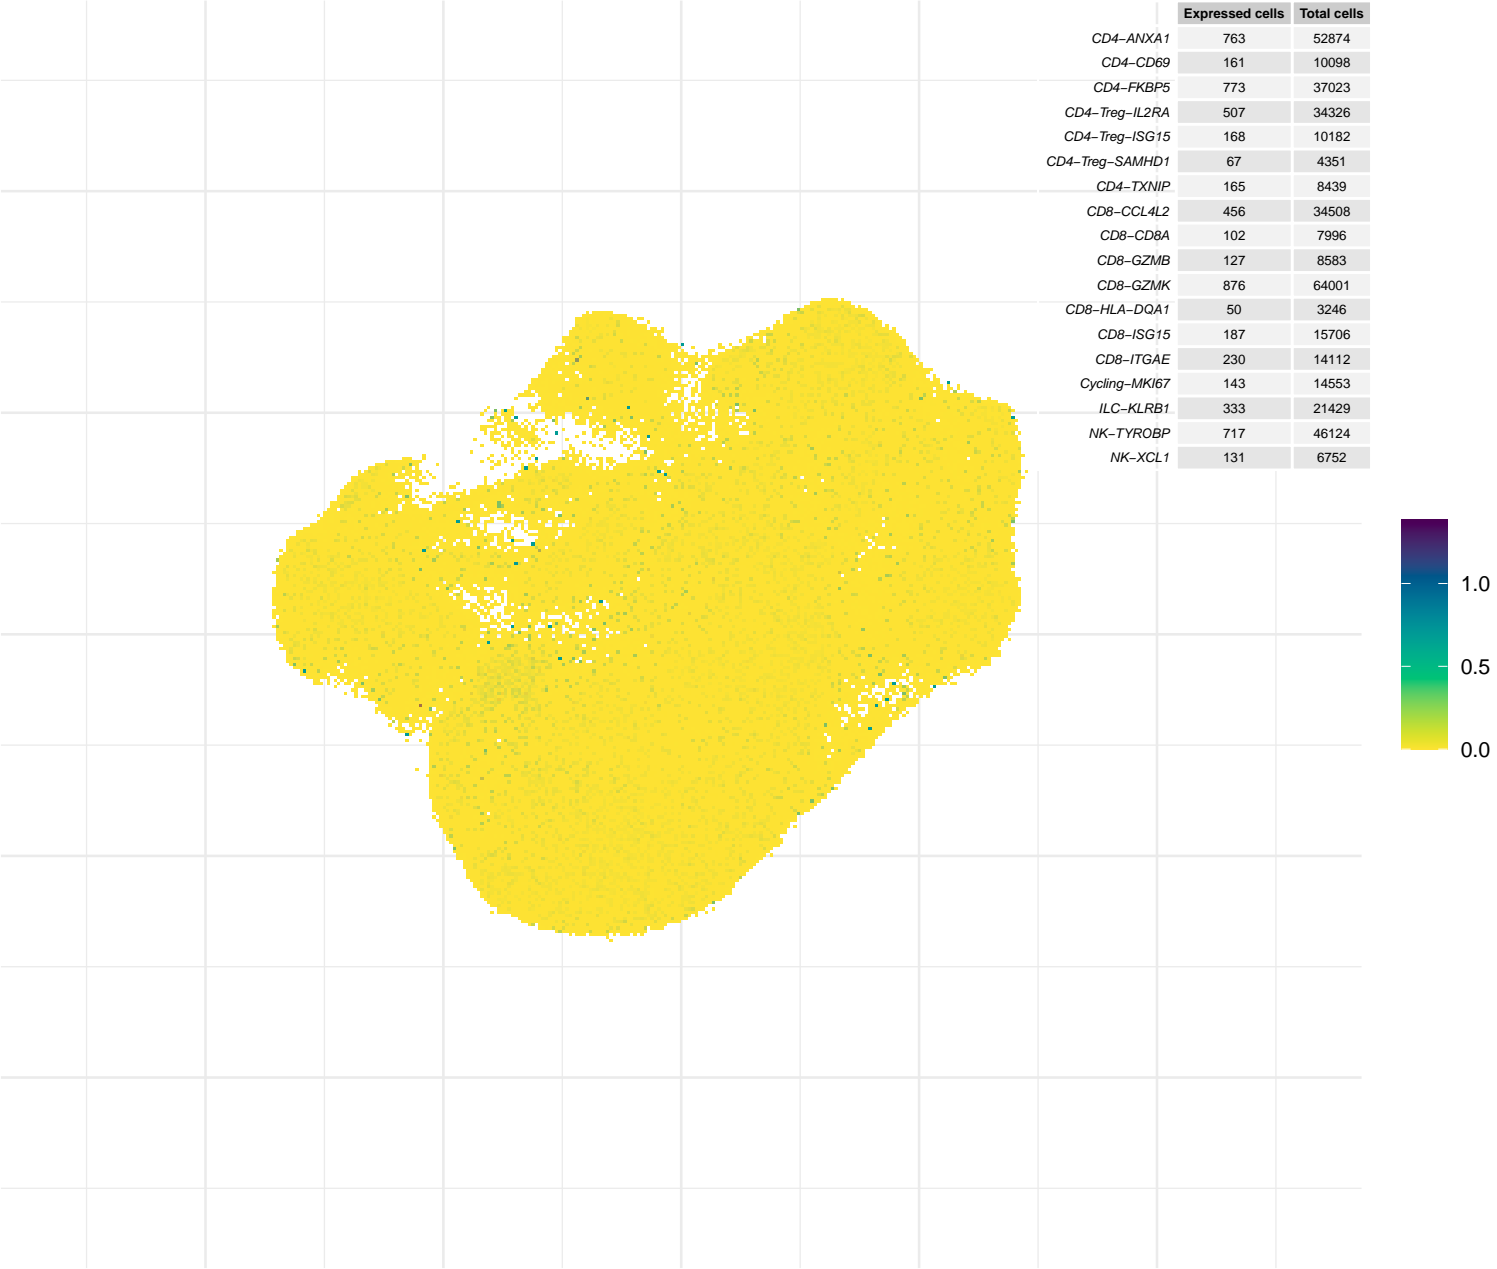 Expressed cells Total cells
CD4−ANXA1 763 52874
CD4−CD69 161 10098
CD4−FKBP5 773 37023
CD4−Treg−IL2RA 507 34326
CD4−Treg−ISG15 168 10182
CD4−Treg−SAMHD1 67 4351
CD4−TXNIP 165 8439
CD8−CCL4L2 456 34508
CD8−CD8A 102 7996
CD8−GZMB 127 8583
CD8−GZMK 876 64001
CD8−HLA−DQA1 50 3246
CD8−ISG15 187 15706
CD8−ITGAE 230 14112
Cycling−MKI67 143 14553
ILC−KLRB1 333 21429
NK−TYROBP 717 46124
NK−XCL1 131 6752
1.0
0.5
0.0